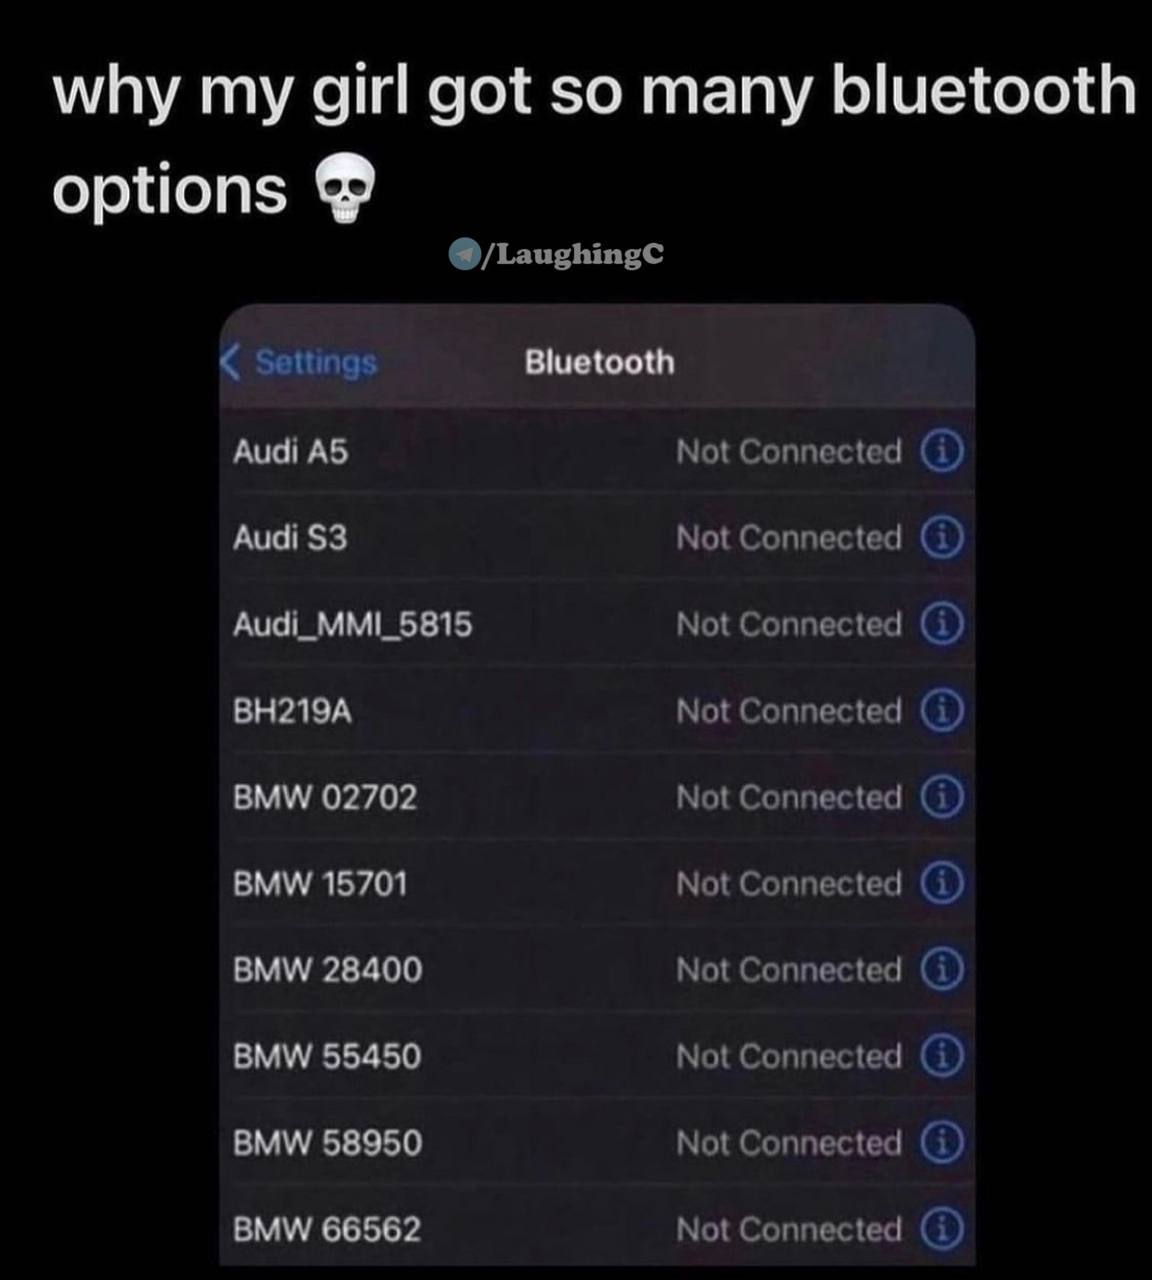 why my girl got so many bluetooth
options 💀
/LaughingC
Settings Bluetooth
Audi A5 Not Connected
Audi S3 Not Connected
Audi_MMI_5815 Not Connected
BH219A Not Connected
BMW 02702 Not Connected
BMW 15701 Not Connected
BMW 28400 Not Connected
BMW 55450 Not Connected
BMW 58950 Not Connected
BMW 66562 Not Connected